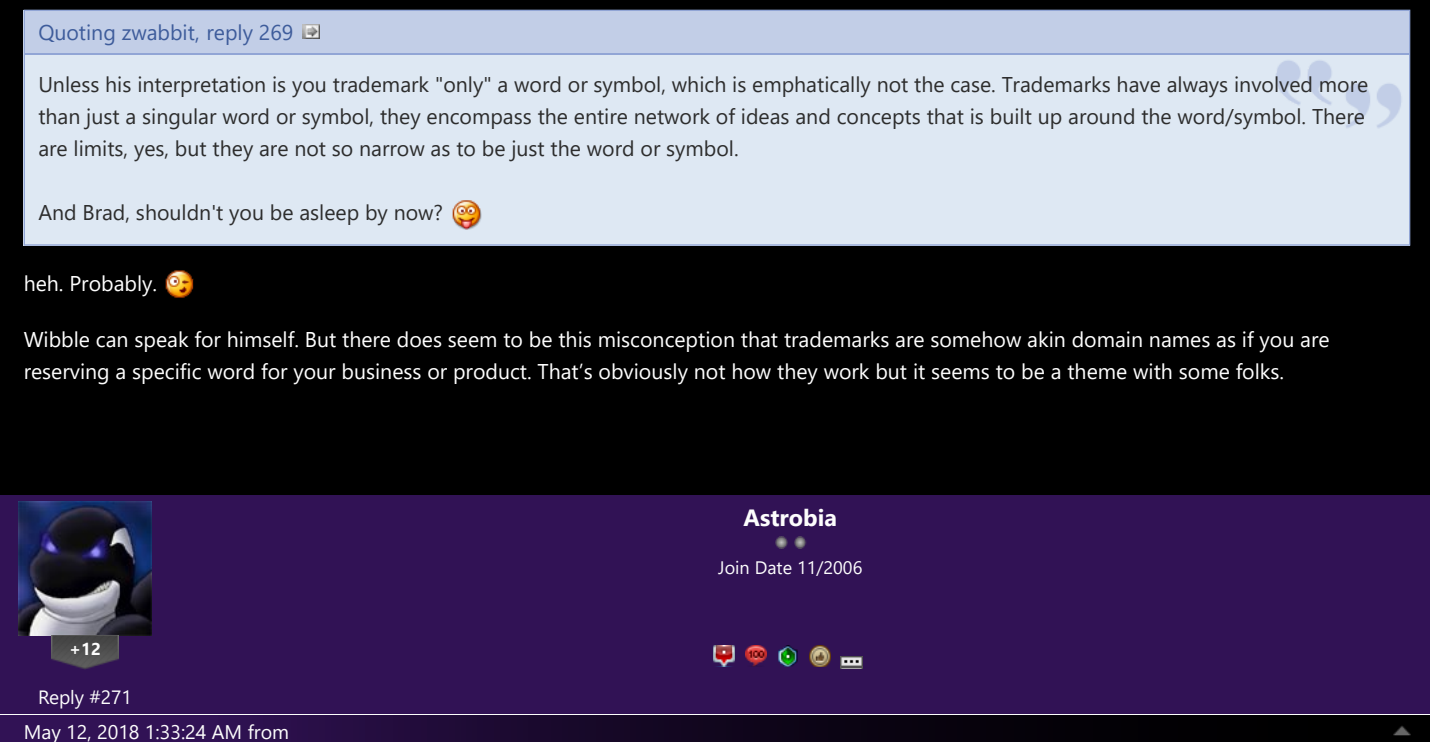 Quoting zwabbit, reply 269
Unless his interpretation is you trademark "only" a word or symbol, which is emphatically not the case. Trademarks have always involved more
than just a singular word or symbol, they encompass the entire network of ideas and concepts that is built up around the word/symbol. There
are limits, yes, but they are not so narrow as to be just the word or symbol.
And Brad, shouldn't you be asleep by now?
heh. Probably.
Wibble can speak for himself. But there does seem to be this misconception that trademarks are somehow akin domain names as if you are
reserving a specific word for your business or product. That’s obviously not how they work but it seems to be a theme with some folks.
Astrobia
Join Date 11/2006
+12
100
Reply #271
May 12, 2018 1:33:24 AM from